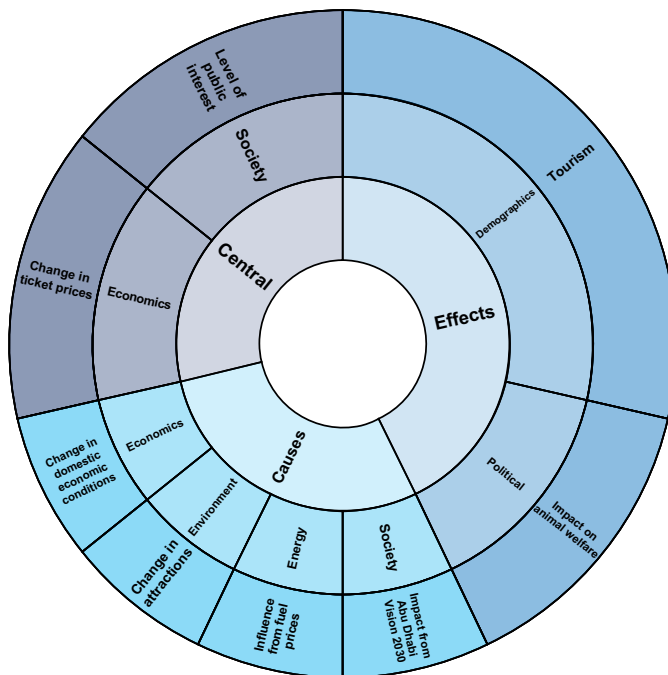 Level of
public
interest
Society
Central
Change in
ticket prices
Economics
Tourism
Demographics
Effects
Political
Impact on
animal welfare
Causes
Economics
Change in
domestic
economic
conditions
Environment
Change in
attractions
Energy
Influence
from fuel
prices
Society
Impact from
Abu Dhabi
Vision 2030